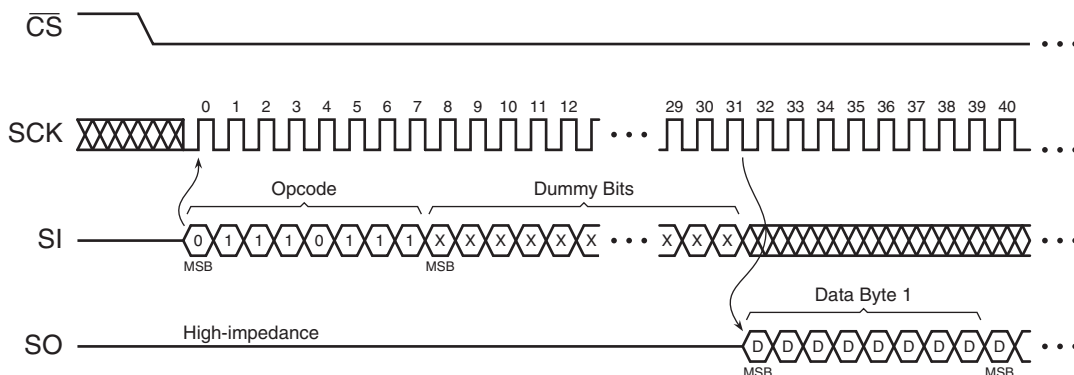 C̅S̅
0 1 2 3 4 5 6 7 8 9 10 11 12 29 30 31 32 33 34 35 36 37 38 39 40
SCK
Opcode Dummy Bits
SI 0 1 1 1 0 1 1 1 X X X X X X X X X
MSB MSB
Data Byte 1
High-impedance
SO D D D D D D D D D
MSB MSB